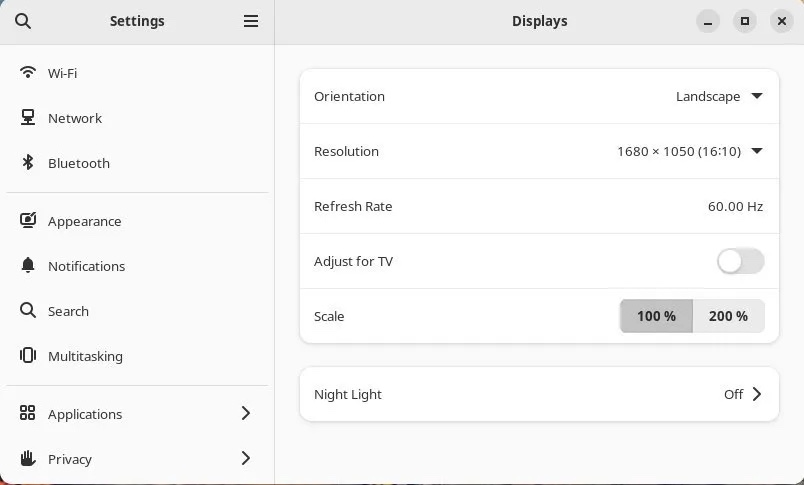 Settings
Displays
Wi-Fi
Network
Bluetooth
Appearance
Notifications
Search
Multitasking
Applications
Privacy
Orientation Landscape
Resolution 1680 × 1050 (16:10)
Refresh Rate 60.00 Hz
Adjust for TV
Scale 100 % 200 %
Night Light Off